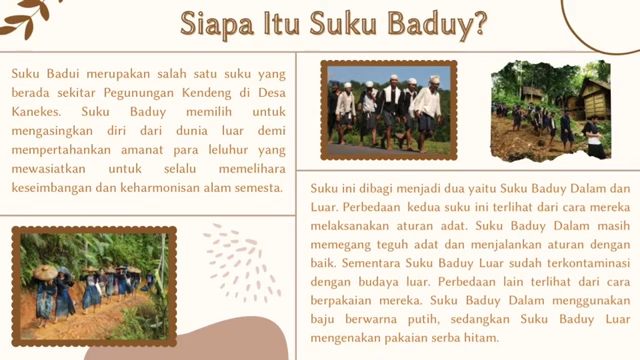 Siapa Itu Suku Baduy?
Suku Badui merupakan salah satu suku yang
berada sekitar Pegunungan Kendeng di Desa
Kanekes. Suku Baduy memilih untuk
mengasingkan diri dari dunia luar demi
mempertahankan amanat para leluhur yang
mewasiatkan untuk selalu memelihara
keseimbangan dan keharmonisan alam semesta.
Suku ini dibagi menjadi dua yaitu Suku Baduy Dalam dan
Luar. Perbedaan kedua suku ini terlihat dari cara mereka
melaksanakan aturan adat. Suku Baduy Dalam masih
memegang teguh adat dan menjalankan aturan dengan
baik. Sementara Suku Baduy Luar sudah terkontaminasi
dengan budaya luar. Perbedaan lain terlihat dari cara
berpakaian mereka. Suku Baduy Dalam menggunakan
baju berwarna putih, sedangkan Suku Baduy Luar
mengenakan pakaian serba hitam.